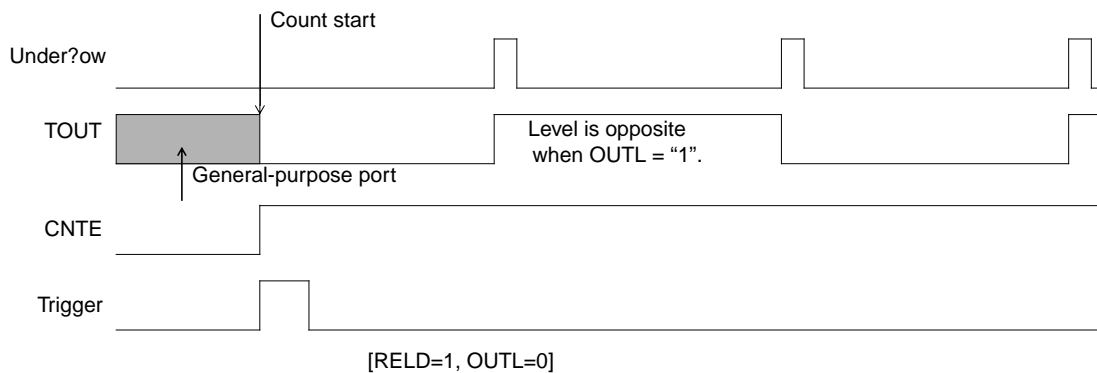 Count start
Under?ow
TOUT
Level is opposite
when OUTL = “1”.
General-purpose port
CNTE
Trigger
[RELD=1, OUTL=0]